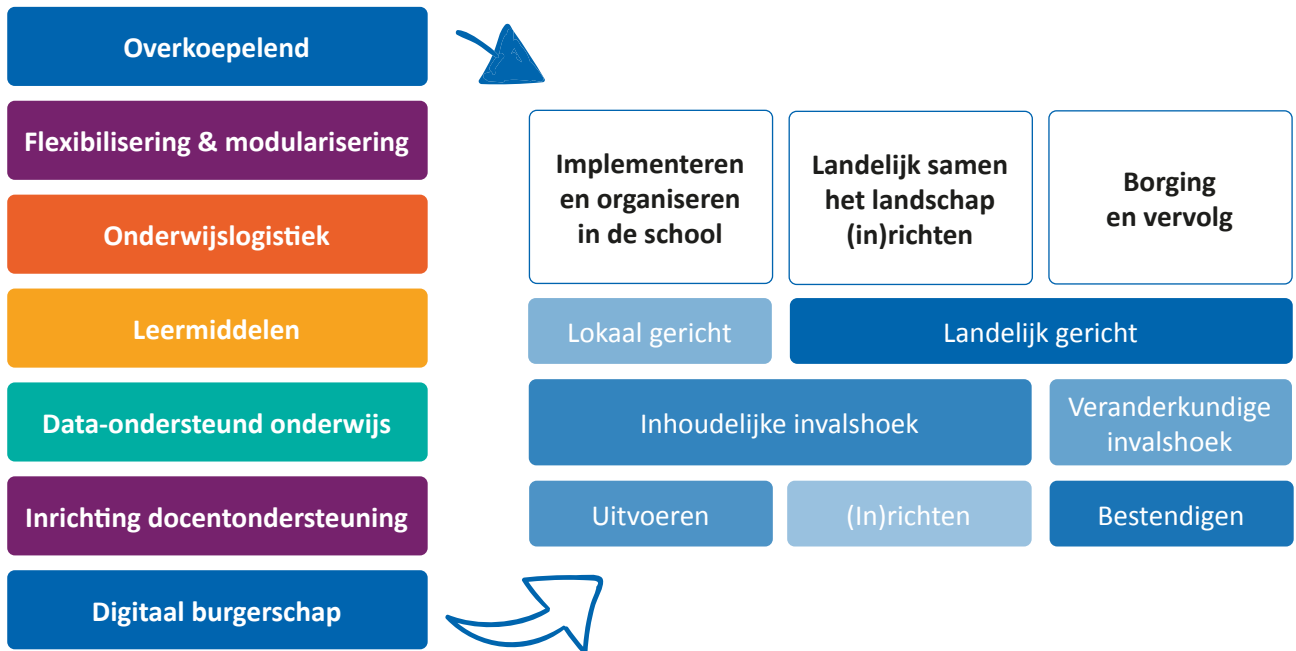 Overkoepelend
Flexibilisering & modularisering
Onderwijslogistiek
Leermiddelen
Data-ondersteund onderwijs
Inrichting docentondersteuning
Digitaal burgerschap
Implementeren
en organiseren
in de school
Landelijk samen
het landschap
(in)richten
Borging
en vervolg
Lokaal gericht
Landelijk gericht
Inhoudelijke invalshoek
Veranderkundige
invalshoek
Uitvoeren
(In)richten
Bestendigen